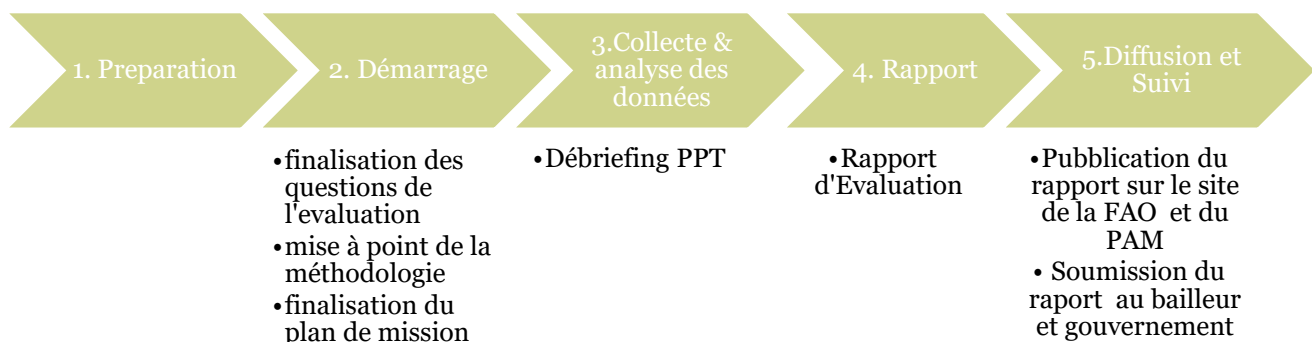 1. Preparation
2. Démarrage
3.Collecte &
analyse des
données
4. Rapport
5.Diffusion et
Suivi
•finalisation des
questions de
l'evaluation
•mise à point de la
méthodologie
•finalisation du
plan de mission
•Débriefing PPT
•Rapport
d'Evaluation
•Pubblication du
rapport sur le site
de la FAO et du
PAM
• Soumission du
raport au bailleur
et gouvernement